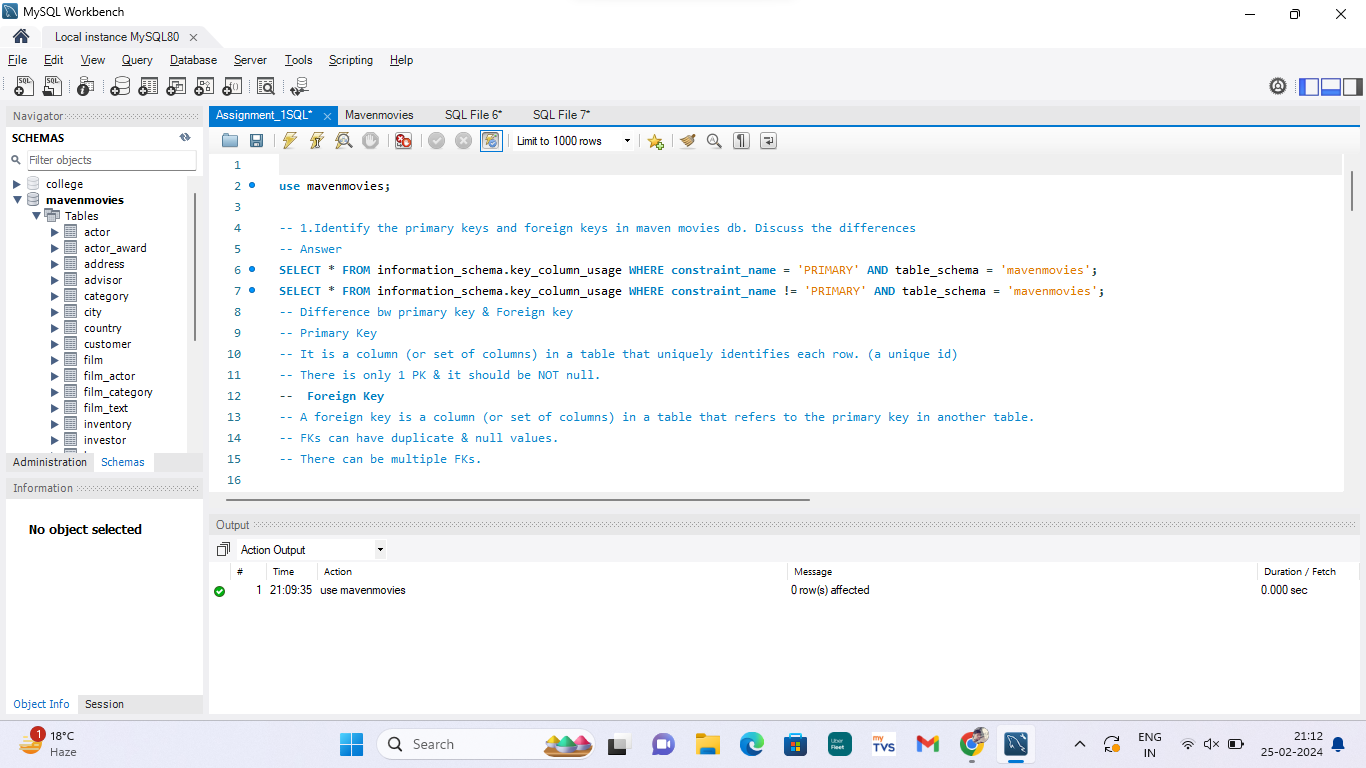 MySQL Workbench
Local instance MySQL80
File Edit View Query Database Server Tools Scripting Help
Navigator
SCHEMAS
Filter objects
college
mavenmovies
Tables
actor
actor_award
address
advisor
category
city
country
customer
film
film_actor
film_category
film_text
inventory
investor
Administration Schemas
Information
No object selected
Object Info Session
Assignment_1SQL* Mavenmovies SQL File 6* SQL File 7*
Limit to 1000 rows
1
2 use mavenmovies;
3
4 -- 1.Identify the primary keys and foreign keys in maven movies db. Discuss the differences
5 -- Answer
6 SELECT * FROM information_schema.key_column_usage WHERE constraint_name = 'PRIMARY' AND table_schema = 'mavenmovies';
7 SELECT * FROM information_schema.key_column_usage WHERE constraint_name != 'PRIMARY' AND table_schema = 'mavenmovies';
8 -- Difference bw primary key & Foreign key
9 -- Primary Key
10 -- It is a column (or set of columns) in a table that uniquely identifies each row. (a unique id)
11 -- There is only 1 PK & it should be NOT null.
12 --  Foreign Key
13 -- A foreign key is a column (or set of columns) in a table that refers to the primary key in another table.
14 -- FKs can have duplicate & null values.
15 -- There can be multiple FKs.
16
Output
Action Output
# Time Action Message Duration / Fetch
1 21:09:35 use mavenmovies 0 row(s) affected 0.000 sec
1
18°C
Haze
Search
Uber
Fleet
my
TVS
ENG
IN
21:12
25-02-2024